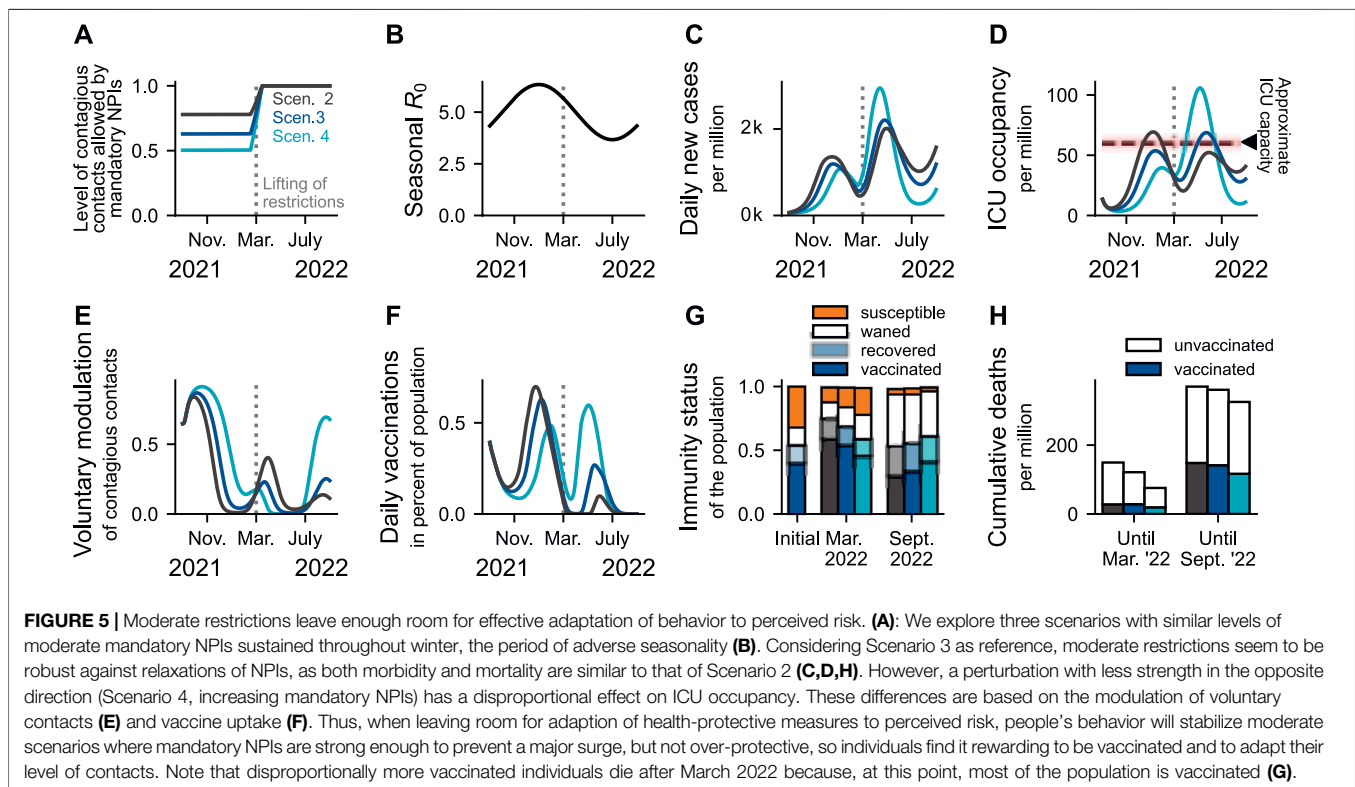 A
Level of contagious
contacts allowed by
mandatory NPIs
1.0
0.5
0.0
Scen. 2
Scen.3
Scen. 4
Lifting of
restrictions
Nov. Mar. July
2021 2022
B
Seasonal R0
5.0
2.5
0.0
Nov. Mar. July
2021 2022
C
Daily new cases
per million
2k
0k
Nov. Mar. July
2021 2022
D
ICU occupancy
per million
100
50
0
Approximate
ICU capacity
Nov. Mar. July
2021 2022
E
Voluntary modulation
of contagious contacts
0.5
0.0
Nov. Mar. July
2021 2022
F
Daily vaccinations
in percent of population
0.5
0.0
Nov. Mar. July
2021 2022
G
susceptible
waned
recovered
vaccinated
Immunity status
of the population
1.0
0.5
0.0
Initial Mar. Sept.
2022 2022
H
unvaccinated
vaccinated
Cumulative deaths
per million
200
0
Until Until
Mar. '22 Sept. '22
FIGURE 5 | Moderate restrictions leave enough room for effective adaptation of behavior to perceived risk. (A): We explore three scenarios with similar levels of
moderate mandatory NPIs sustained throughout winter, the period of adverse seasonality (B). Considering Scenario 3 as reference, moderate restrictions seem to be
robust against relaxations of NPIs, as both morbidity and mortality are similar to that of Scenario 2 (C,D,H). However, a perturbation with less strength in the opposite
direction (Scenario 4, increasing mandatory NPIs) has a disproportional effect on ICU occupancy. These differences are based on the modulation of voluntary
contacts (E) and vaccine uptake (F). Thus, when leaving room for adaption of health-protective measures to perceived risk, people's behavior will stabilize moderate
scenarios where mandatory NPIs are strong enough to prevent a major surge, but not over-protective, so individuals find it rewarding to be vaccinated and to adapt their
level of contacts. Note that disproportionally more vaccinated individuals die after March 2022 because, at this point, most of the population is vaccinated (G).